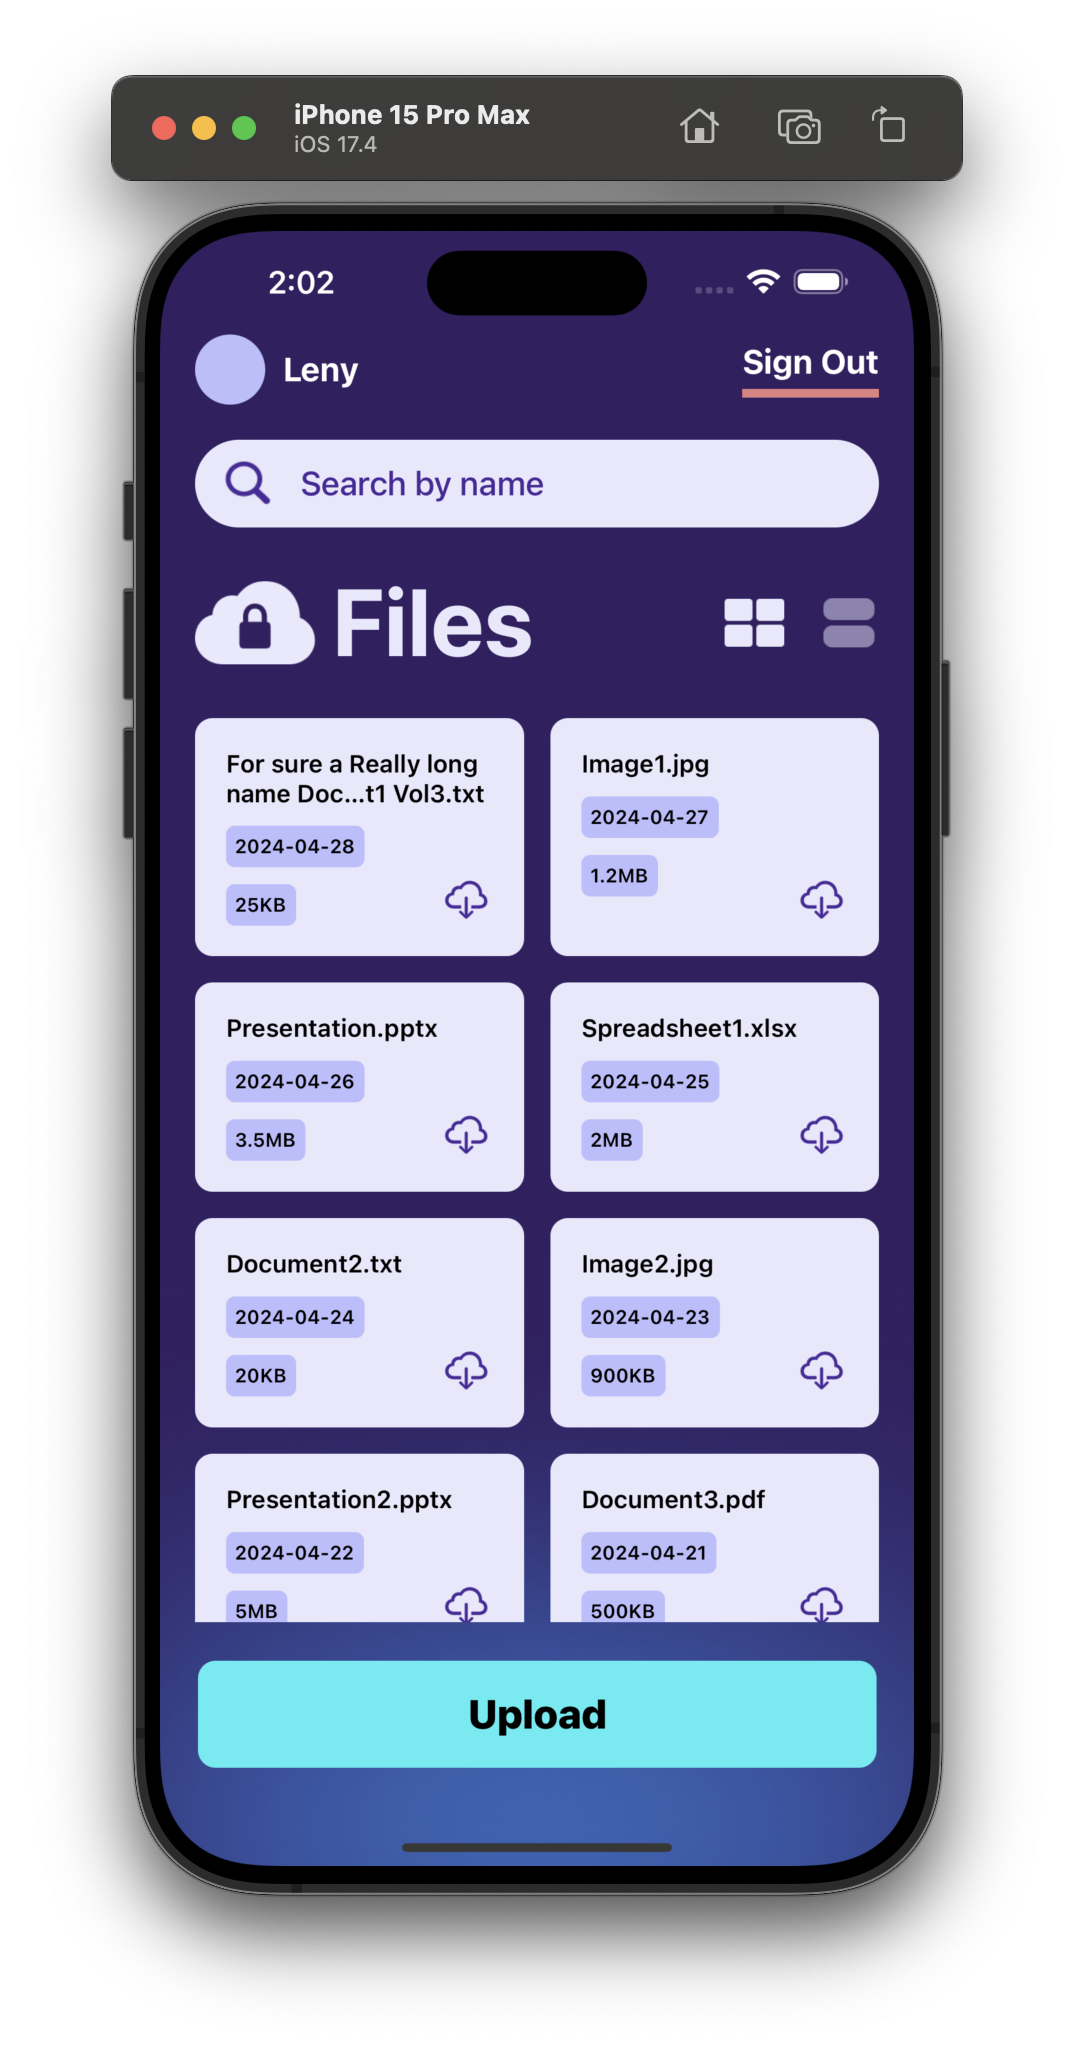 iPhone 15 Pro Max
iOS 17.4
2:02
Leny
Sign Out
Search by name
Files
For sure a Really long
name Doc...t1 Vol3.txt
2024-04-28
25KB
Image1.jpg
2024-04-27
1.2MB
Presentation.pptx
2024-04-26
3.5MB
Spreadsheet1.xlsx
2024-04-25
2MB
Document2.txt
2024-04-24
20KB
Image2.jpg
2024-04-23
900KB
Presentation2.pptx
2024-04-22
5MB
Document3.pdf
2024-04-21
500KB
Upload